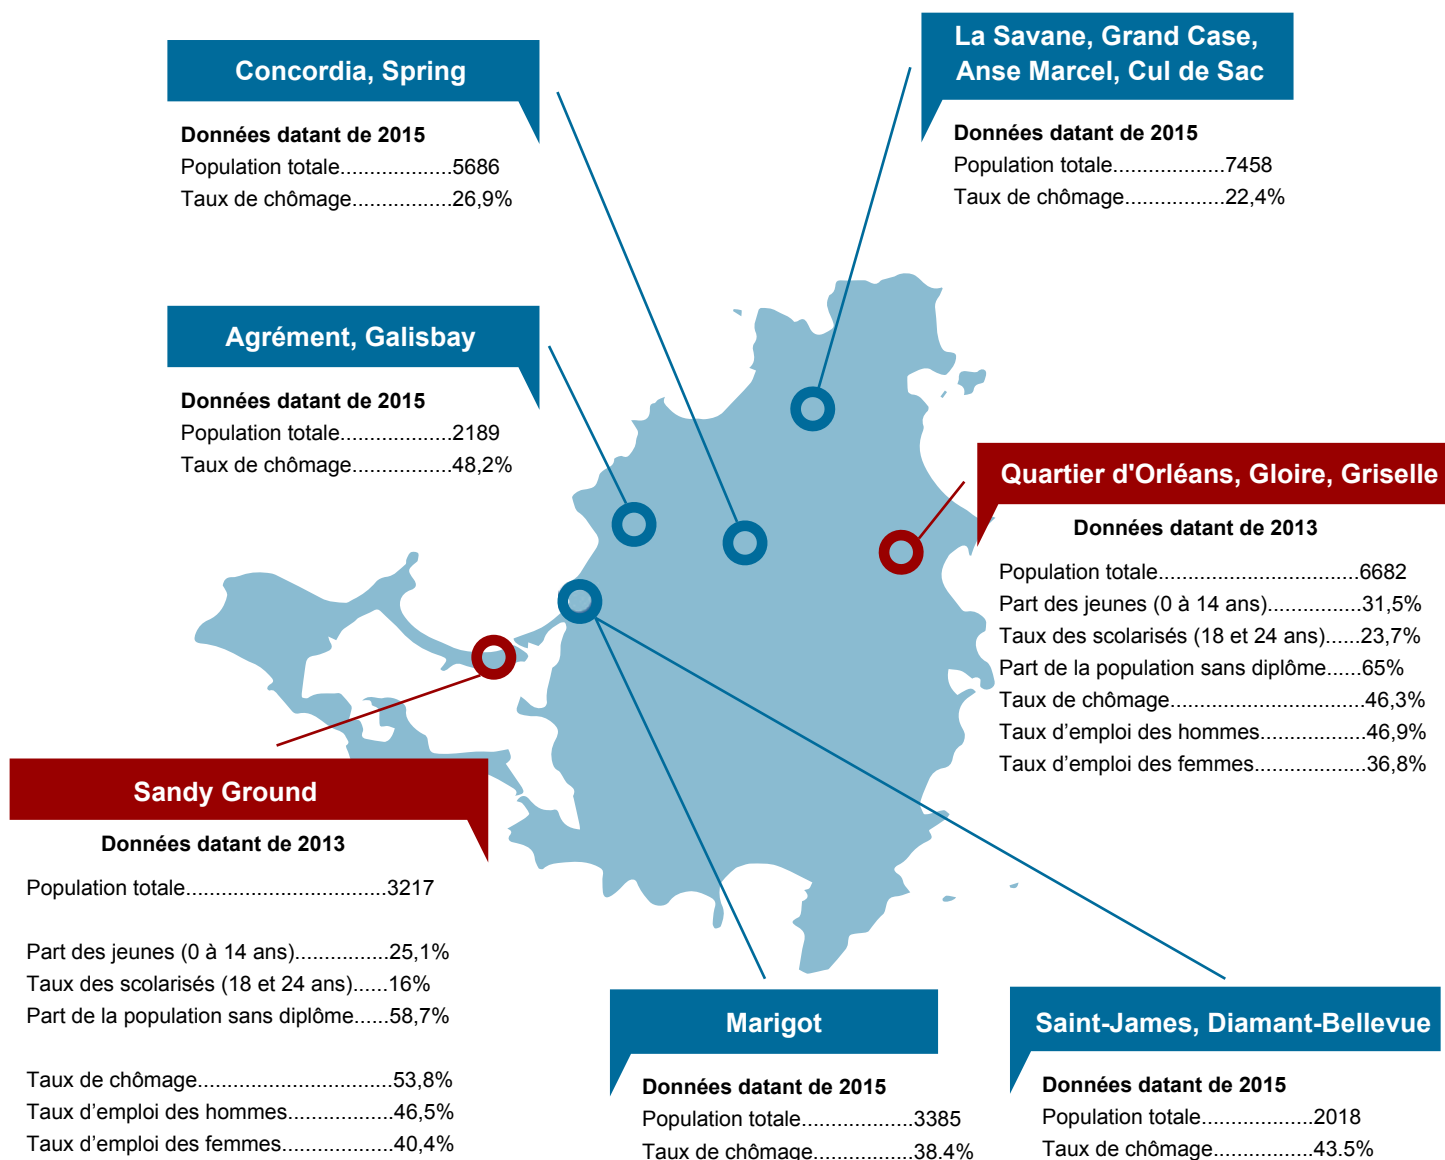 Concordia, Spring
Données datant de 2015
Population totale...................5686
Taux de chômage.................26,9%
La Savane, Grand Case,
Anse Marcel, Cul de Sac
Données datant de 2015
Population totale...................7458
Taux de chômage.................22,4%
Agrément, Galisbay
Données datant de 2015
Population totale...................2189
Taux de chômage.................48,2%
Quartier d'Orléans, Gloire, Griselle
Données datant de 2013
Population totale..................................6682
Part des jeunes (0 à 14 ans)................31,5%
Taux des scolarisés (18 et 24 ans).....23,7%
Part de la population sans diplôme......65%
Taux de chômage.................................46,3%
Taux d’emploi des hommes..................46,9%
Taux d’emploi des femmes...................36,8%
Sandy Ground
Données datant de 2013
Population totale..................................3217
Part des jeunes (0 à 14 ans)................25,1%
Taux des scolarisés (18 et 24 ans)......16%
Part de la population sans diplôme......58,7%
Taux de chômage.................................53,8%
Taux d’emploi des hommes..................46,5%
Taux d’emploi des femmes...................40,4%
Marigot
Données datant de 2015
Population totale...................3385
Taux de chômage.................38.4%
Saint-James, Diamant-Bellevue
Données datant de 2015
Population totale...................2018
Taux de chômage.................43.5%